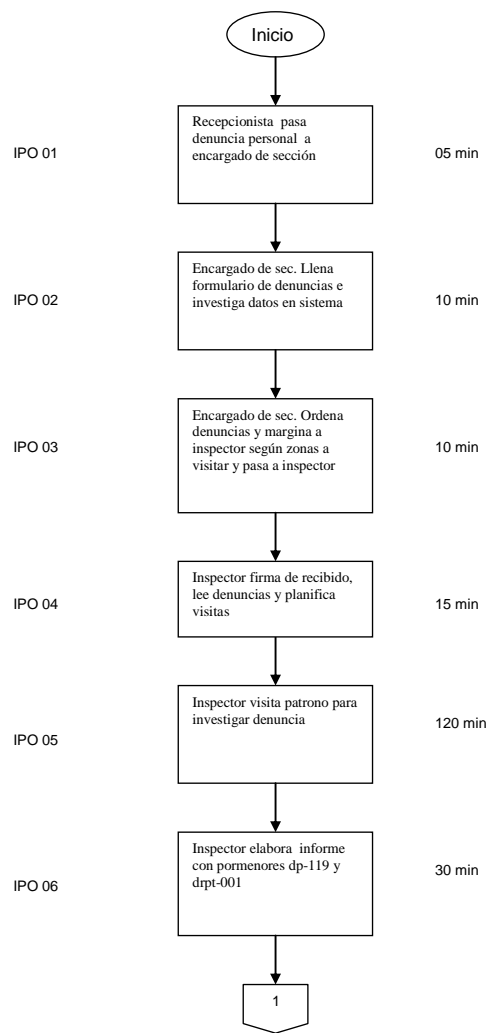 Inicio
IPO 01
Recepcionista pasa
denuncia personal a
encargado de sección
05 min
IPO 02
Encargado de sec. Llena
formulario de denuncias e
investiga datos en sistema
10 min
IPO 03
Encargado de sec. Ordena
denuncias y margina a
inspector según zonas a
visitar y pasa a inspector
10 min
IPO 04
Inspector firma de recibido,
lee denuncias y planifica
visitas
15 min
IPO 05
Inspector visita patrono para
investigar denuncia
120 min
IPO 06
Inspector elabora informe
con pormenores dp-119 y
drpt-001
30 min
1